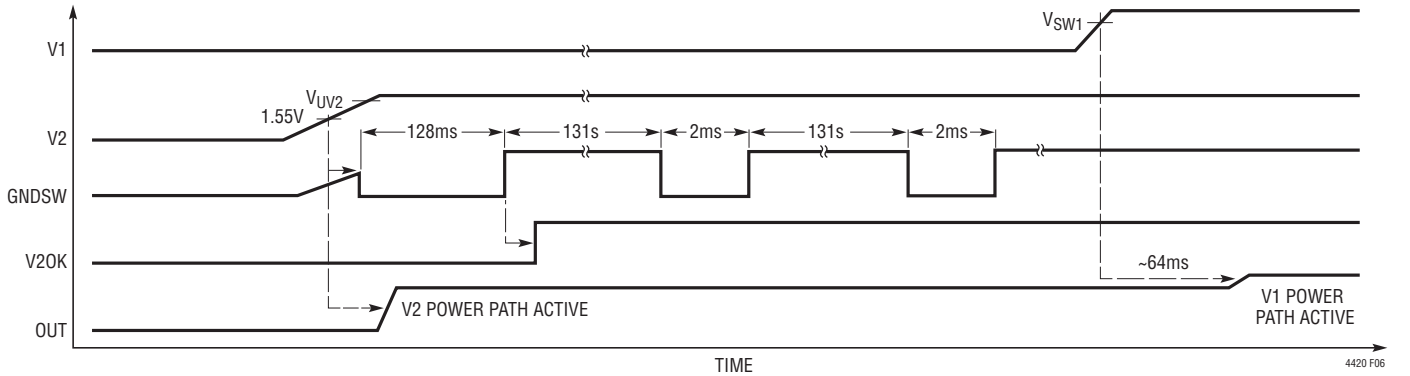 VSW1
V1
VUV2
1.55V
V2
128ms 131s 2ms 131s 2ms
GNDSW
V2OK
~64ms
V2 POWER PATH ACTIVE
V1 POWER
PATH ACTIVE
OUT
TIME
4420 F06